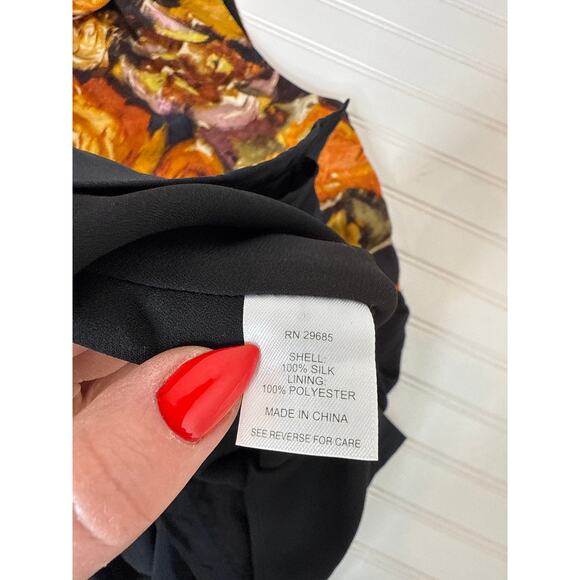 RN 29685
SHELL:
100% SILK
LINING:
100% POLYESTER
MADE IN CHINA
SEE REVERSE FOR CARE